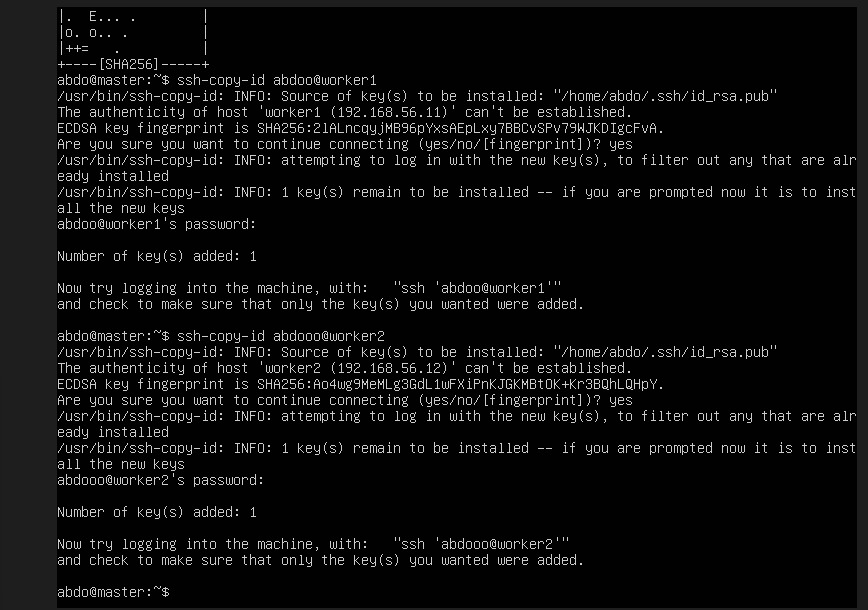 |.  E... .        |
|o. o.. .         |
|++=   .          |
+----[SHA256]-----+
abdo@master:~$ ssh-copy-id abdoo@worker1
/usr/bin/ssh-copy-id: INFO: Source of key(s) to be installed: "/home/abdo/.ssh/id_rsa.pub"
The authenticity of host 'worker1 (192.168.56.11)' can't be established.
ECDSA key fingerprint is SHA256:2lALncqyjMB96pYxsAEpLxy7BBCvSPv79WJKDIgcFvA.
Are you sure you want to continue connecting (yes/no/[fingerprint])? yes
/usr/bin/ssh-copy-id: INFO: attempting to log in with the new key(s), to filter out any that are alr
eady installed
/usr/bin/ssh-copy-id: INFO: 1 key(s) remain to be installed -- if you are prompted now it is to inst
all the new keys
abdoo@worker1's password:
Number of key(s) added: 1
Now try logging into the machine, with:   "ssh 'abdoo@worker1'"
and check to make sure that only the key(s) you wanted were added.
abdo@master:~$ ssh-copy-id abdooo@worker2
/usr/bin/ssh-copy-id: INFO: Source of key(s) to be installed: "/home/abdo/.ssh/id_rsa.pub"
The authenticity of host 'worker2 (192.168.56.12)' can't be established.
ECDSA key fingerprint is SHA256:Ao4wg9MeMLg3GdL1wFXiPnKJGKMBtOK+Kr3BQhLQHpY.
Are you sure you want to continue connecting (yes/no/[fingerprint])? yes
/usr/bin/ssh-copy-id: INFO: attempting to log in with the new key(s), to filter out any that are alr
eady installed
/usr/bin/ssh-copy-id: INFO: 1 key(s) remain to be installed -- if you are prompted now it is to inst
all the new keys
abdooo@worker2's password:
Number of key(s) added: 1
Now try logging into the machine, with:   "ssh 'abdooo@worker2'"
and check to make sure that only the key(s) you wanted were added.
abdo@master:~$